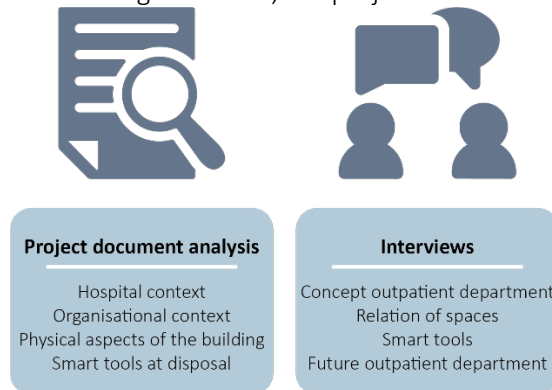 Project document analysis
Hospital context
Organisational context
Physical aspects of the building
Smart tools at disposal
Interviews
Concept outpatient department
Relation of spaces
Smart tools
Future outpatient department